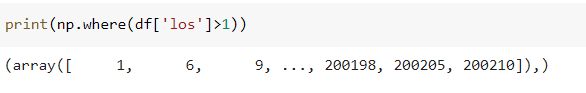 print(np.where(df['los']>1))
(array([     1,      6,      9, ..., 200198, 200205, 200210]),)